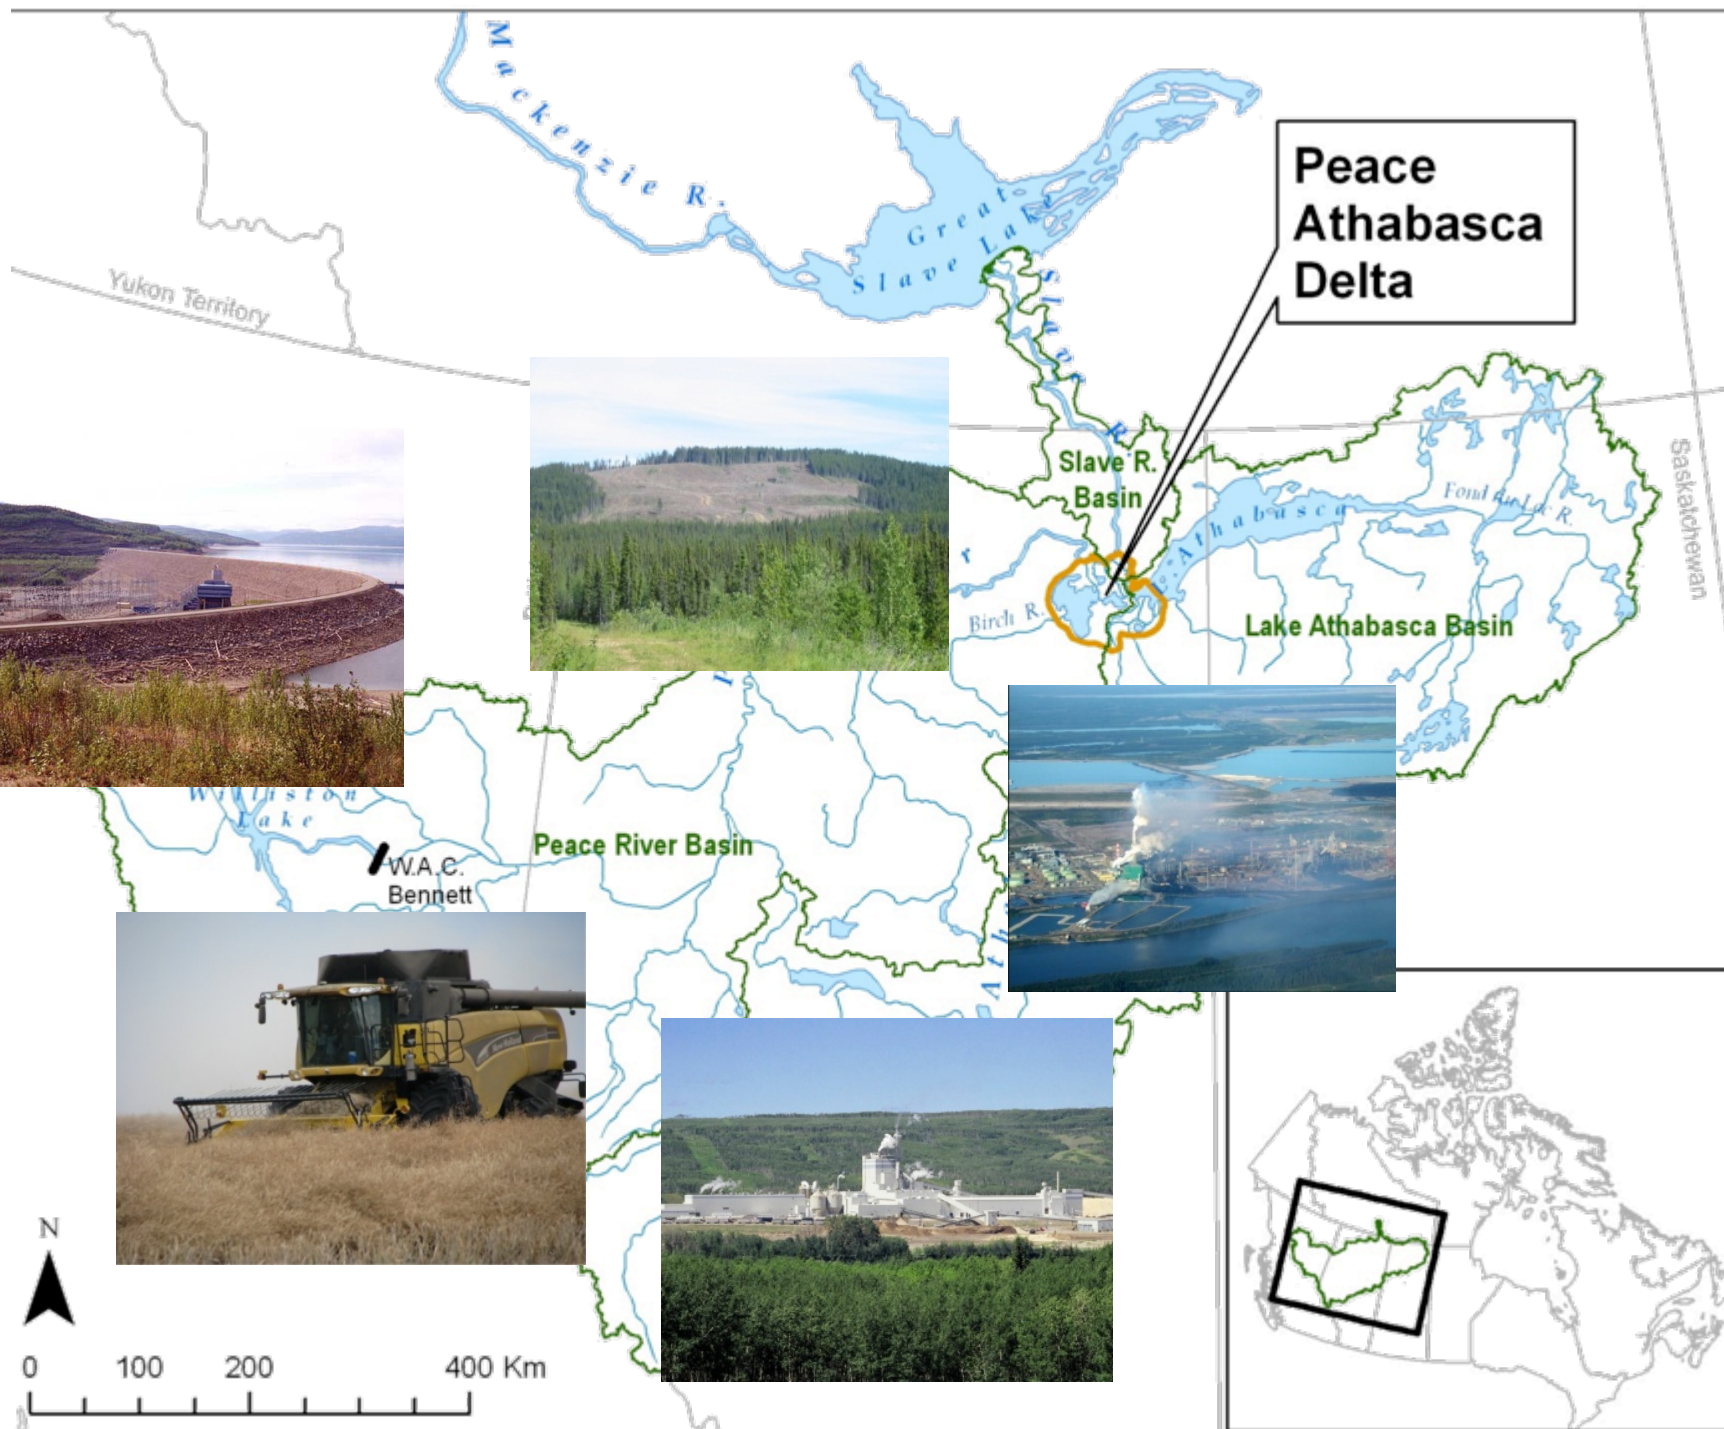 Mackenzie R.
Great
Slave Lake
Peace
Athabasca
Delta
Yukon Territory
Slave
R.
Slave R.
Basin
Athabasca
Fond du Lac R.
Saskatchewan
Birch R.
Lake Athabasca Basin
Williston
Lake
Peace River Basin
W.A.C.
Bennett
N
0 100 200 400 Km